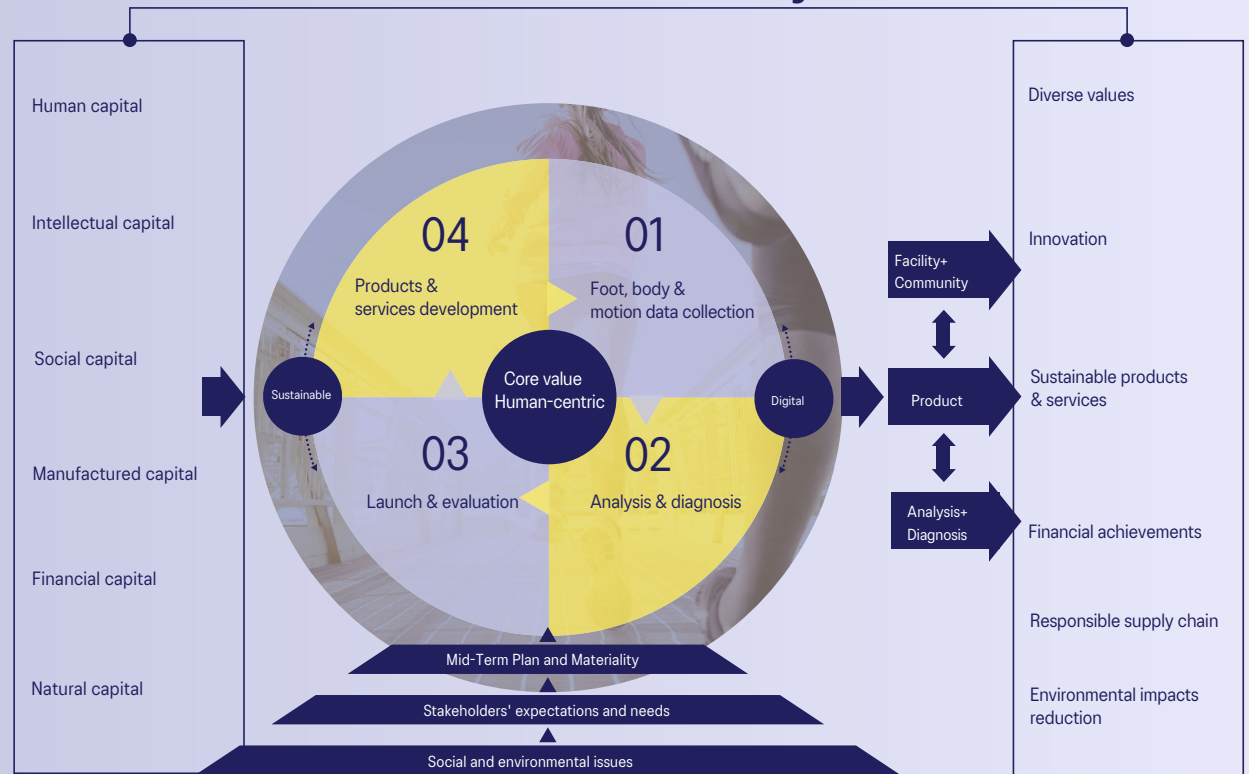 Human capital
Intellectual capital
Social capital
Manufactured capital
Financial capital
Natural capital
04
Products &
services development
01
Foot, body &
motion data collection
Sustainable
Core value
Human-centric
Digital
03
Launch & evaluation
02
Analysis & diagnosis
Mid-Term Plan and Materiality
Stakeholders' expectations and needs
Social and environmental issues
Facility+
Community
Product
Analysis+
Diagnosis
Diverse values
Innovation
Sustainable products
& services
Financial achievements
Responsible supply chain
Environmental impacts
reduction